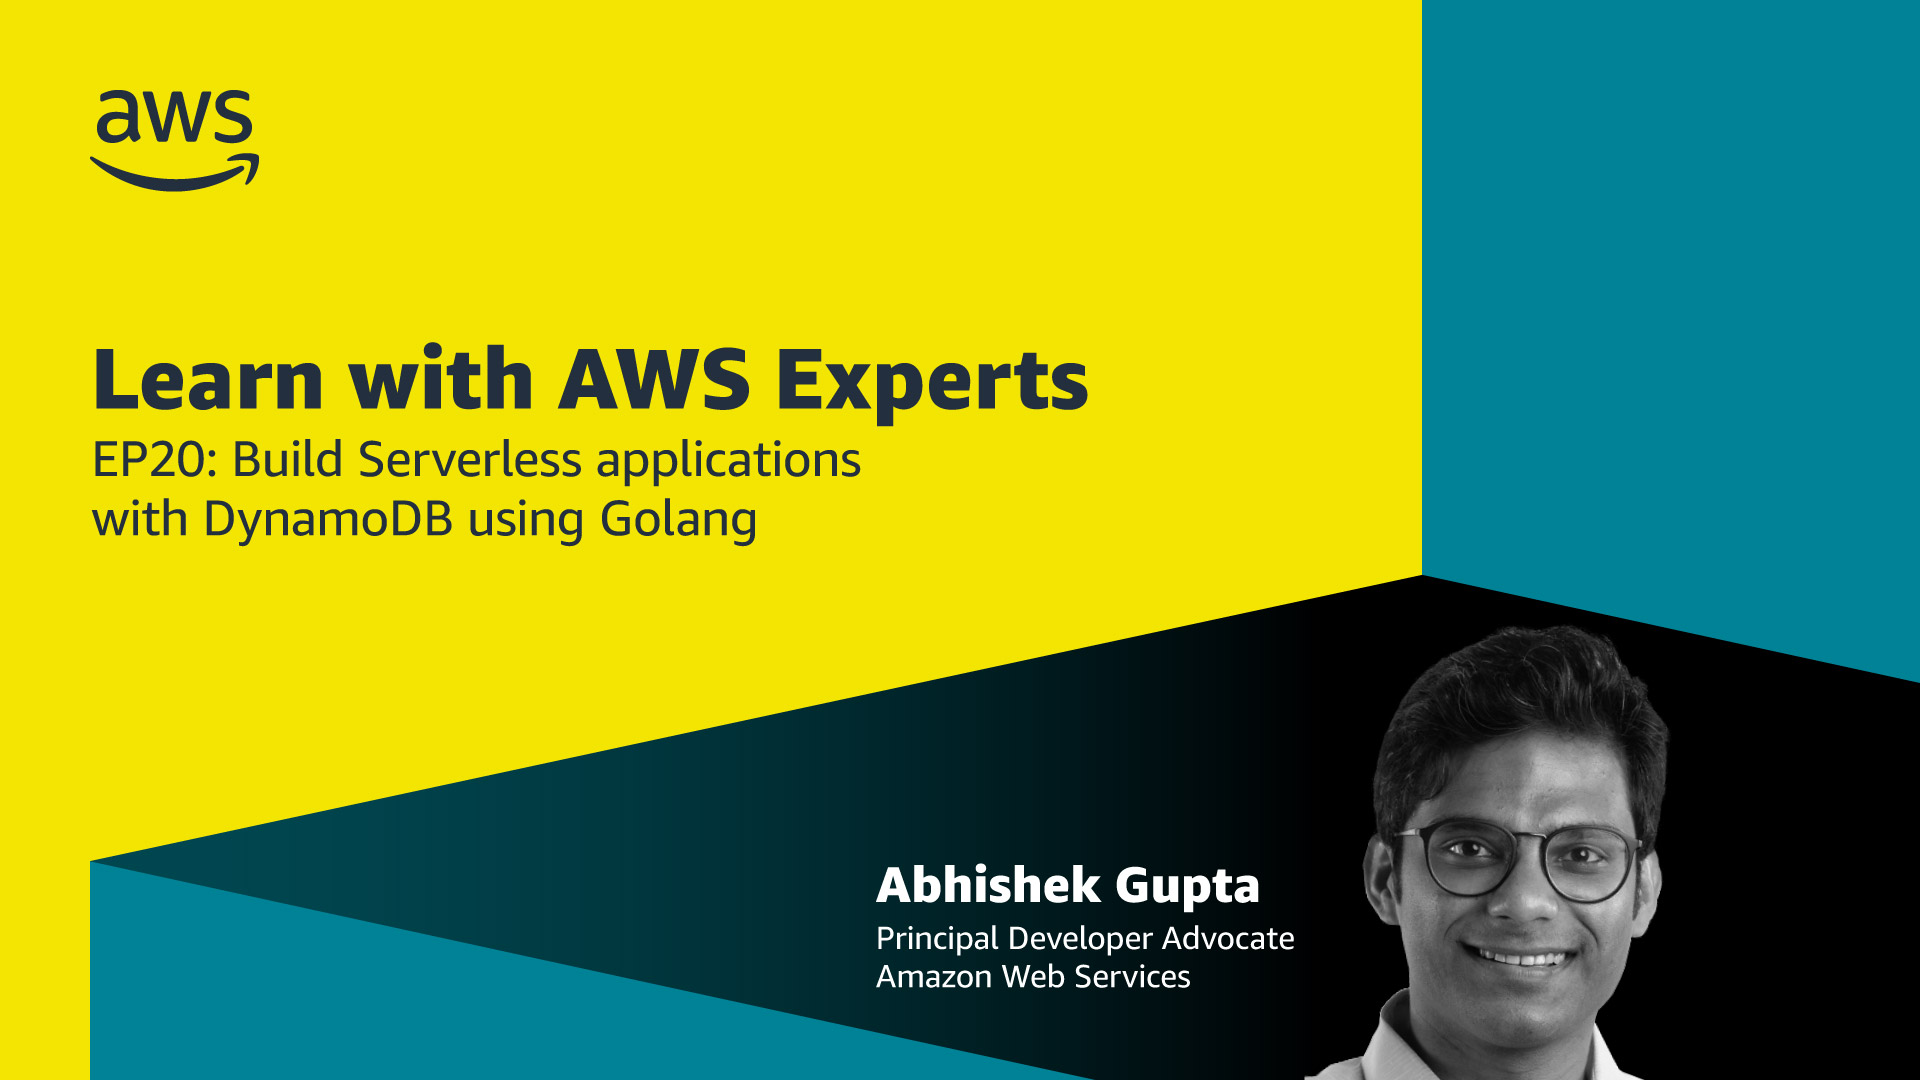 aws
Learn with AWS Experts
EP20: Build Serverless applications
with DynamoDB using Golang
Abhishek Gupta
Principal Developer Advocate
Amazon Web Services